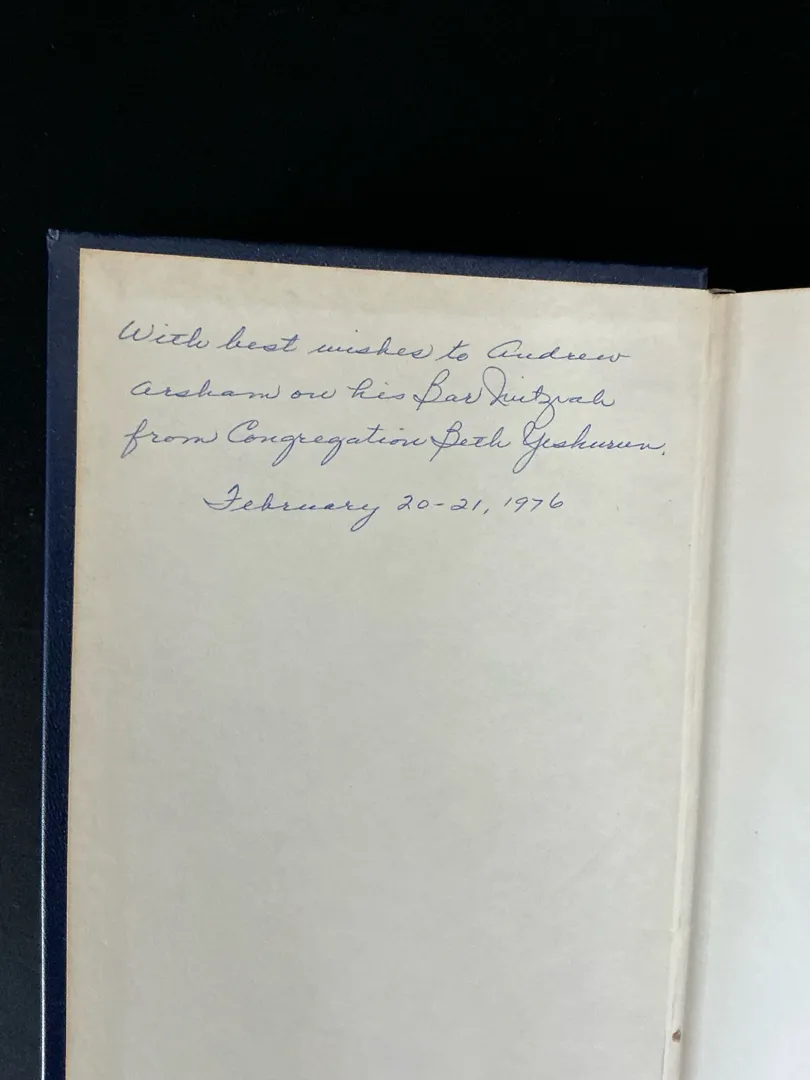 With best wishes to Andrew
Arsham on his Bar Mitzvah
from Congregation Beth Yeshurun.
February 20-21, 1976